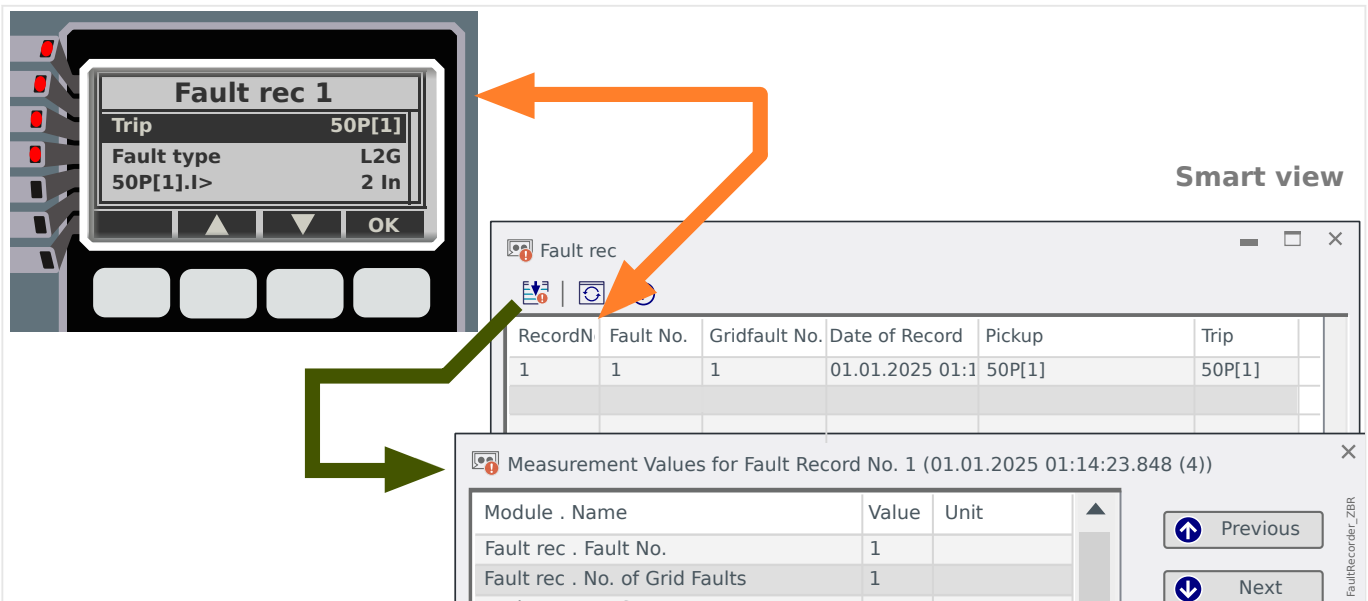 Fault rec 1
Trip 50P[1]
Fault type L2G
50P[1].I> 2 In
OK
Smart view
Fault rec
RecordN Fault No. Gridfault No. Date of Record Pickup Trip
1 1 1 01.01.2025 01:1 50P[1] 50P[1]
Measurement Values for Fault Record No. 1 (01.01.2025 01:14:23.848 (4))
Module . Name Value Unit
Fault rec . Fault No. 1
Fault rec . No. of Grid Faults 1
Previous
Next
FaultRecorder_ZBR